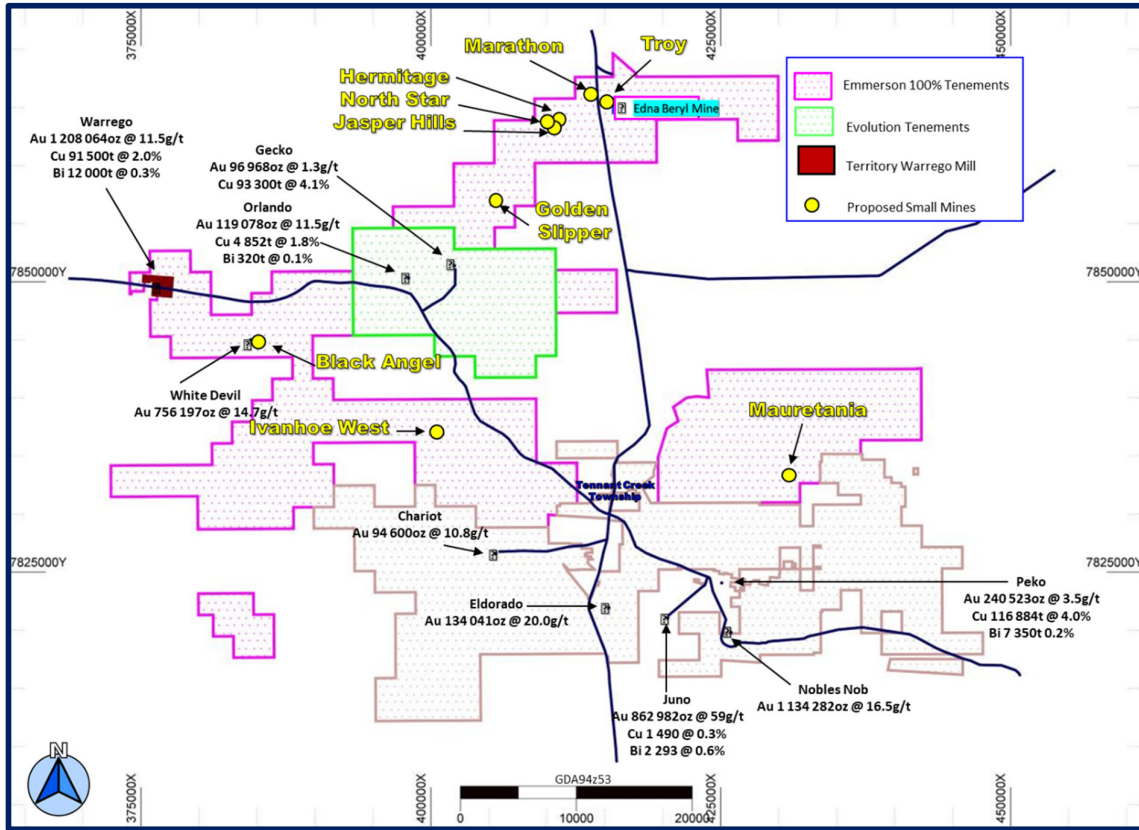 375000X
400000X
425000X
450000X
Marathon
Troy
Hermitage
North Star
Jasper Hills
Edna Beryl Mine
Emmerson 100% Tenements
Evolution Tenements
Territory Warrego Mill
Proposed Small Mines
Warrego
Au 1 208 064oz @ 11.5g/t
Cu 91 500t @ 2.0%
Bi 12 000t @ 0.3%
Gecko
Au 96 968oz @ 1.3g/t
Cu 93 300t @ 4.1%
Orlando
Au 119 078oz @ 11.5g/t
Cu 4 852t @ 1.8%
Bi 320t @ 0.1%
Golden
Slipper
7850000Y
7850000Y
Black Angel
White Devil
Au 756 197oz @ 14.7g/t
Ivanhoe West
Mauretania
Tennant Creek
Township
Chariot
Au 94 600oz @ 10.8g/t
7825000Y
7825000Y
Eldorado
Au 134 041oz @ 20.0g/t
Peko
Au 240 523oz @ 3.5g/t
Cu 116 884t @ 4.0%
Bi 7 350t 0.2%
Juno
Au 862 982oz @ 59g/t
Cu 1 490 @ 0.3%
Bi 2 293 @ 0.6%
Nobles Nob
Au 1 134 282oz @ 16.5g/t
N
GDA94z53
0
10000
20000
375000X
400000X
425000X
450000X